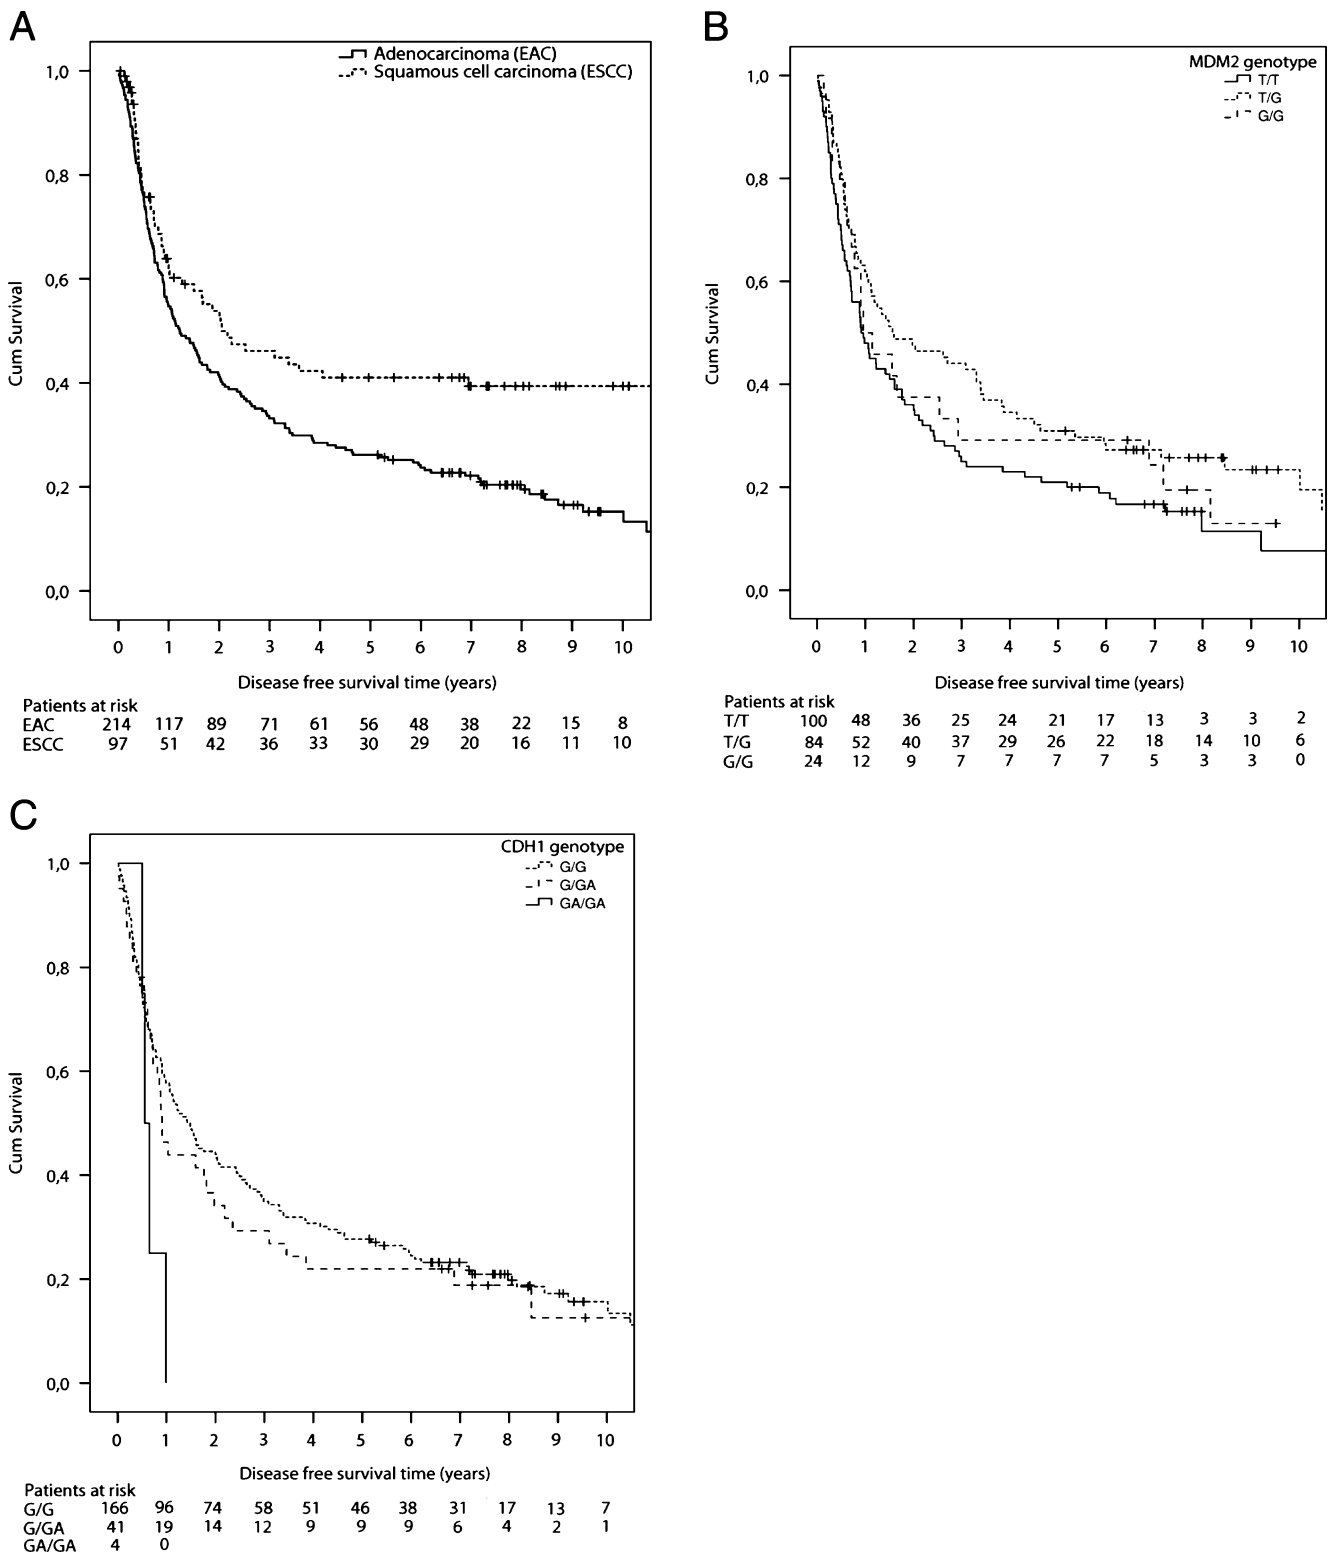 A
Adenocarcinoma (EAC)
Squamous cell carcinoma (ESCC)
1,0
0,8
0,6
0,4
0,2
0,0
Cum Survival
0 1 2 3 4 5 6 7 8 9 10
Disease free survival time (years)
Patients at risk
EAC 214 117 89 71 61 56 48 38 22 15 8
ESCC 97 51 42 36 33 30 29 20 16 11 10
B
MDM2 genotype
T/T
T/G
G/G
1,0
0,8
0,6
0,4
0,2
0,0
Cum Survival
0 1 2 3 4 5 6 7 8 9 10
Disease free survival time (years)
Patients at risk
T/T 100 48 36 25 24 21 17 13 3 3 2
T/G 84 52 40 37 29 26 22 18 14 10 6
G/G 24 12 9 7 7 7 7 5 3 3 0
C
CDH1 genotype
G/G
G/GA
GA/GA
1,0
0,8
0,6
0,4
0,2
0,0
Cum Survival
0 1 2 3 4 5 6 7 8 9 10
Disease free survival time (years)
Patients at risk
G/G 166 96 74 58 51 46 38 31 17 13 7
G/GA 41 19 14 12 9 9 9 6 4 2 1
GA/GA 4 0